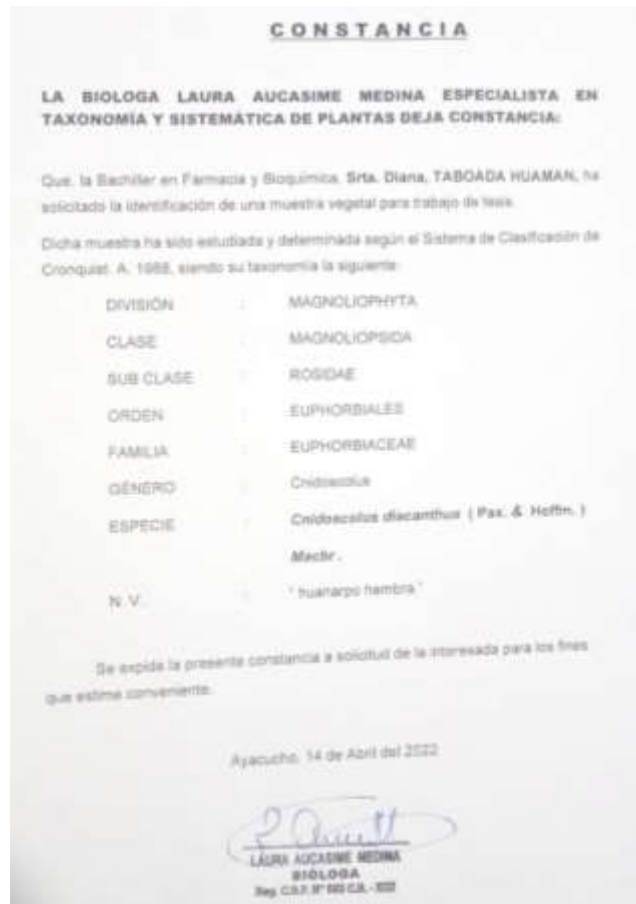 CONSTANCIA
LA BIOLOGA LAURA AUCASIME MEDINA ESPECIALISTA EN
TAXONOMÍA Y SISTEMÁTICA DE PLANTAS DEJA CONSTANCIA:
Que, la Bachiller en Farmacia y Bioquímica, Srta. Diana, TABOADA HUAMAN, ha
solicitado la identificación de una muestra vegetal para trabajo de tesis.
Dicha muestra ha sido estudiada y determinada según el Sistema de Clasificación de
Cronquist. A. 1988, siendo su taxonomía la siguiente:
DIVISIÓN : MAGNOLIOPHYTA
CLASE : MAGNOLIOPSIDA
SUB CLASE : ROSIDAE
ORDEN : EUPHORBIALES
FAMILIA : EUPHORBIACEAE
GÉNERO : Cnidoscolus
ESPECIE : Cnidoscolus diacanthus ( Pax. & Hoffm. )
Macbr .
N. V. : " huanarpo hembra "
Se expide la presente constancia a solicitud de la interesada para los fines
que estime conveniente.
Ayacucho, 14 de Abril del 2022
LAURA AUCASIME MEDINA
BIOLOGA
Reg. C.B.P. Nº